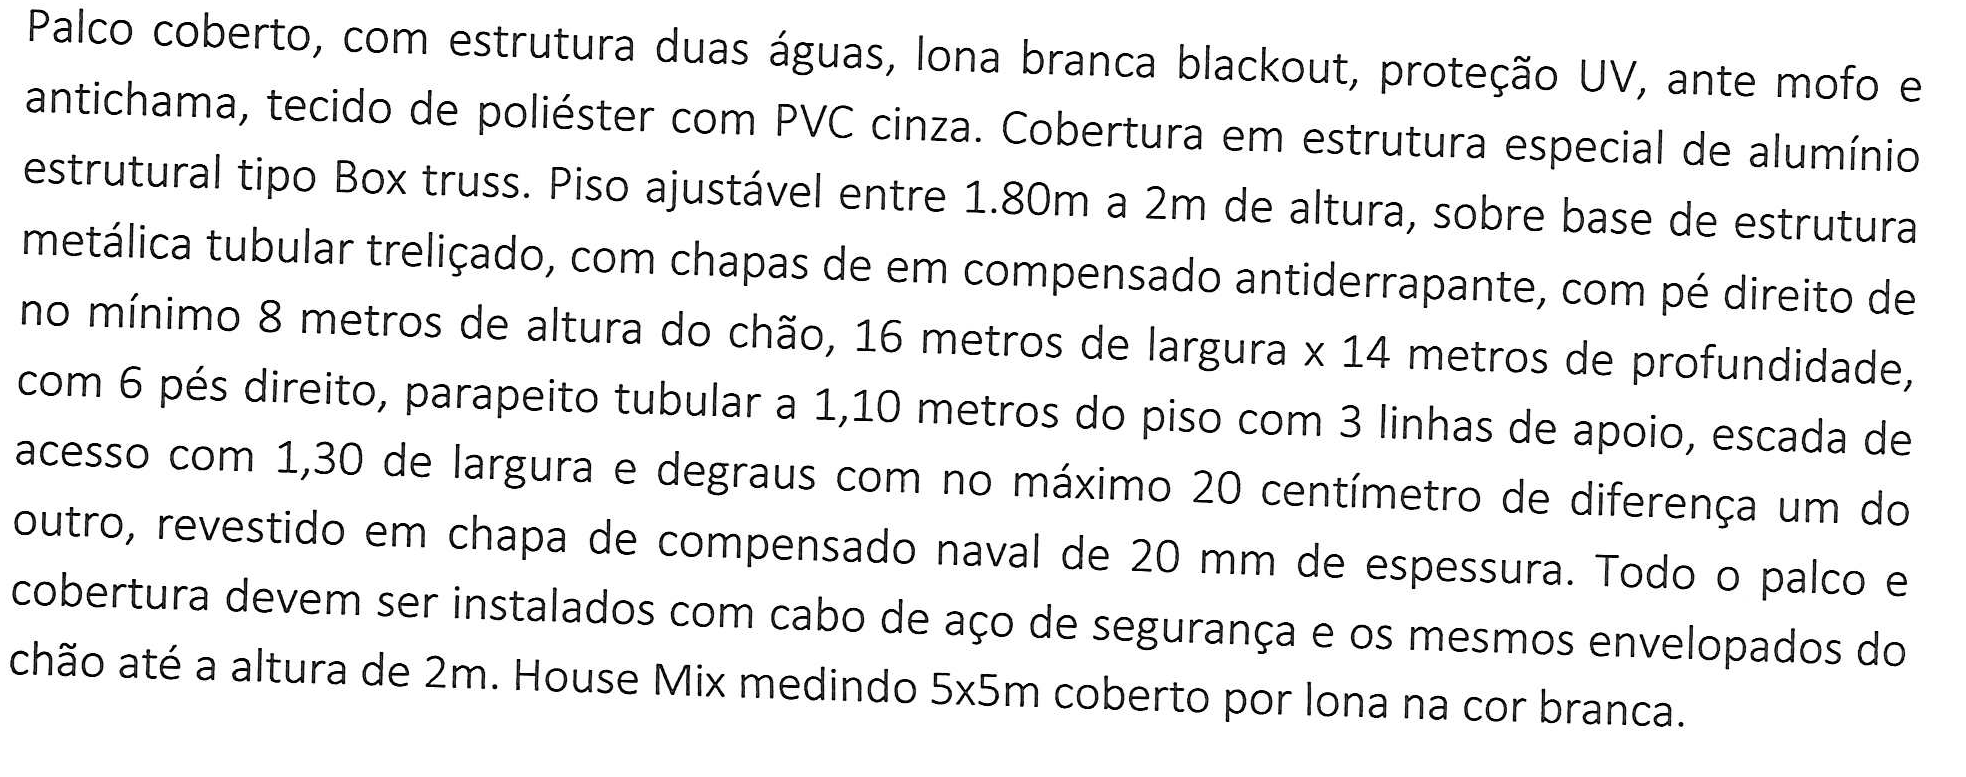 Palco coberto, com estrutura duas águas, lona branca blackout, proteção UV, ante mofo e
antichama, tecido de poliéster com PVC cinza. Cobertura em estrutura especial de alumínio
estrutural tipo Box truss. Piso ajustável entre 1.80m a 2m de altura, sobre base de estrutura
metálica tubular treliçado, com chapas de em compensado antiderrapante, com pé direito de
no mínimo 8 metros de altura do chão, 16 metros de largura x 14 metros de profundidade,
com 6 pés direito, parapeito tubular a 1,10 metros do piso com 3 linhas de apoio, escada de
acesso com 1,30 de largura e degraus com no máximo 20 centímetro de diferença um do
outro, revestido em chapa de compensado naval de 20 mm de espessura. Todo o palco e
cobertura devem ser instalados com cabo de aço de segurança e os mesmos envelopados do
chão até a altura de 2m. House Mix medindo 5x5m coberto por lona na cor branca.